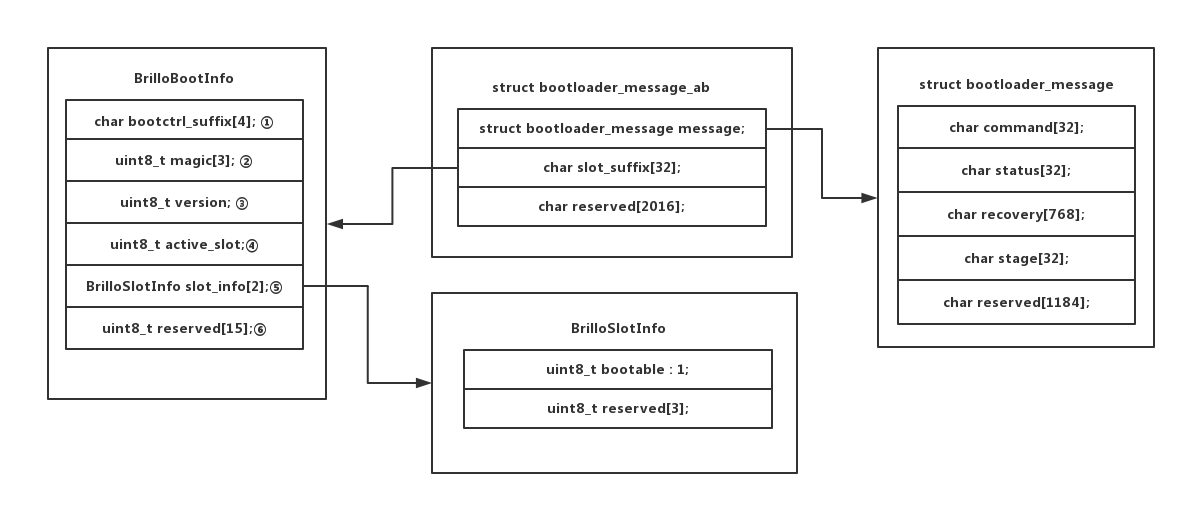 BrilloBootInfo
char bootctrl_suffix[4]; ①
uint8_t magic[3]; ②
uint8_t version; ③
uint8_t active_slot;④
BrilloSlotInfo slot_info[2];⑤
uint8_t reserved[15];⑥
struct bootloader_message_ab
struct bootloader_message message;
char slot_suffix[32];
char reserved[2016];
BrilloSlotInfo
uint8_t bootable : 1;
uint8_t reserved[3];
struct bootloader_message
char command[32];
char status[32];
char recovery[768];
char stage[32];
char reserved[1184];